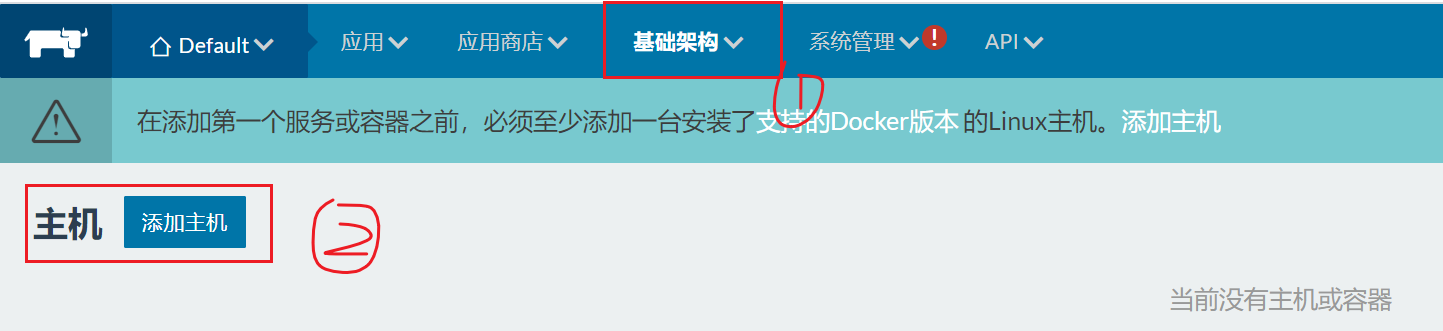 Default 应用 应用商店 基础架构 系统管理 ! API
在添加第一个服务或容器之前，必须至少添加一台安装了支持的Docker版本 的Linux主机。添加主机
1
主机 添加主机 2
当前没有主机或容器